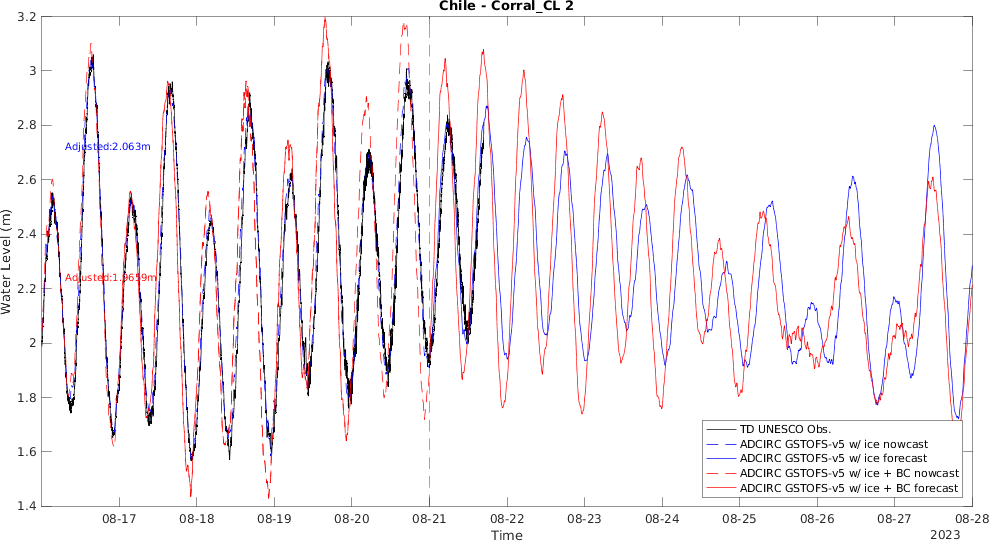 Chile - Corral_CL 2
3.2
3
2.8
2.6
2.4
2.2
2
1.8
1.6
1.4
Water Level (m)
Adjusted:2.063m
Adjusted:1.9659m
TD UNESCO Obs.
ADCIRC GSTOFS-v5 w/ ice nowcast
ADCIRC GSTOFS-v5 w/ ice forecast
ADCIRC GSTOFS-v5 w/ ice + BC nowcast
ADCIRC GSTOFS-v5 w/ ice + BC forecast
08-17 08-18 08-19 08-20 08-21 08-22 08-23 08-24 08-25 08-26 08-27 08-28
Time
2023